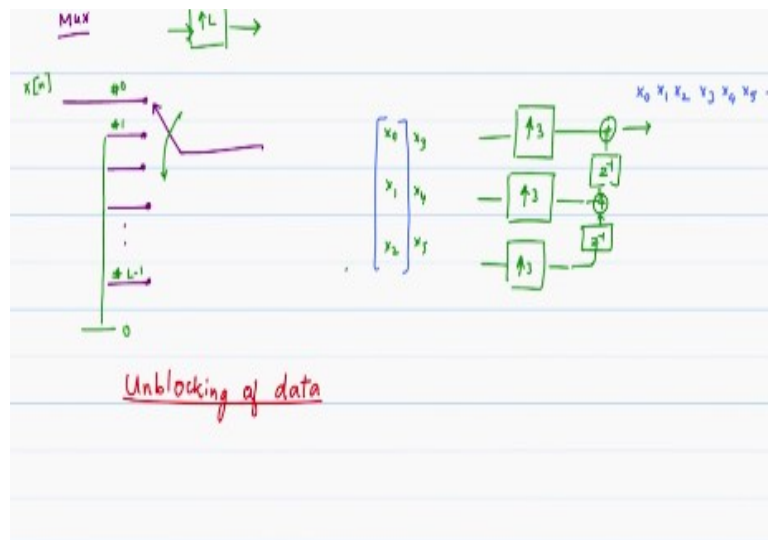 Mux
↑L
x[n] #0
#1
⋮
# L-1
0
x0 x1 x2 x3 x4 x5
x0 x3
x1 x4
x2 x5
↑3 +
z⁻¹
↑3 +
z⁻¹
↑3
Unblocking of data